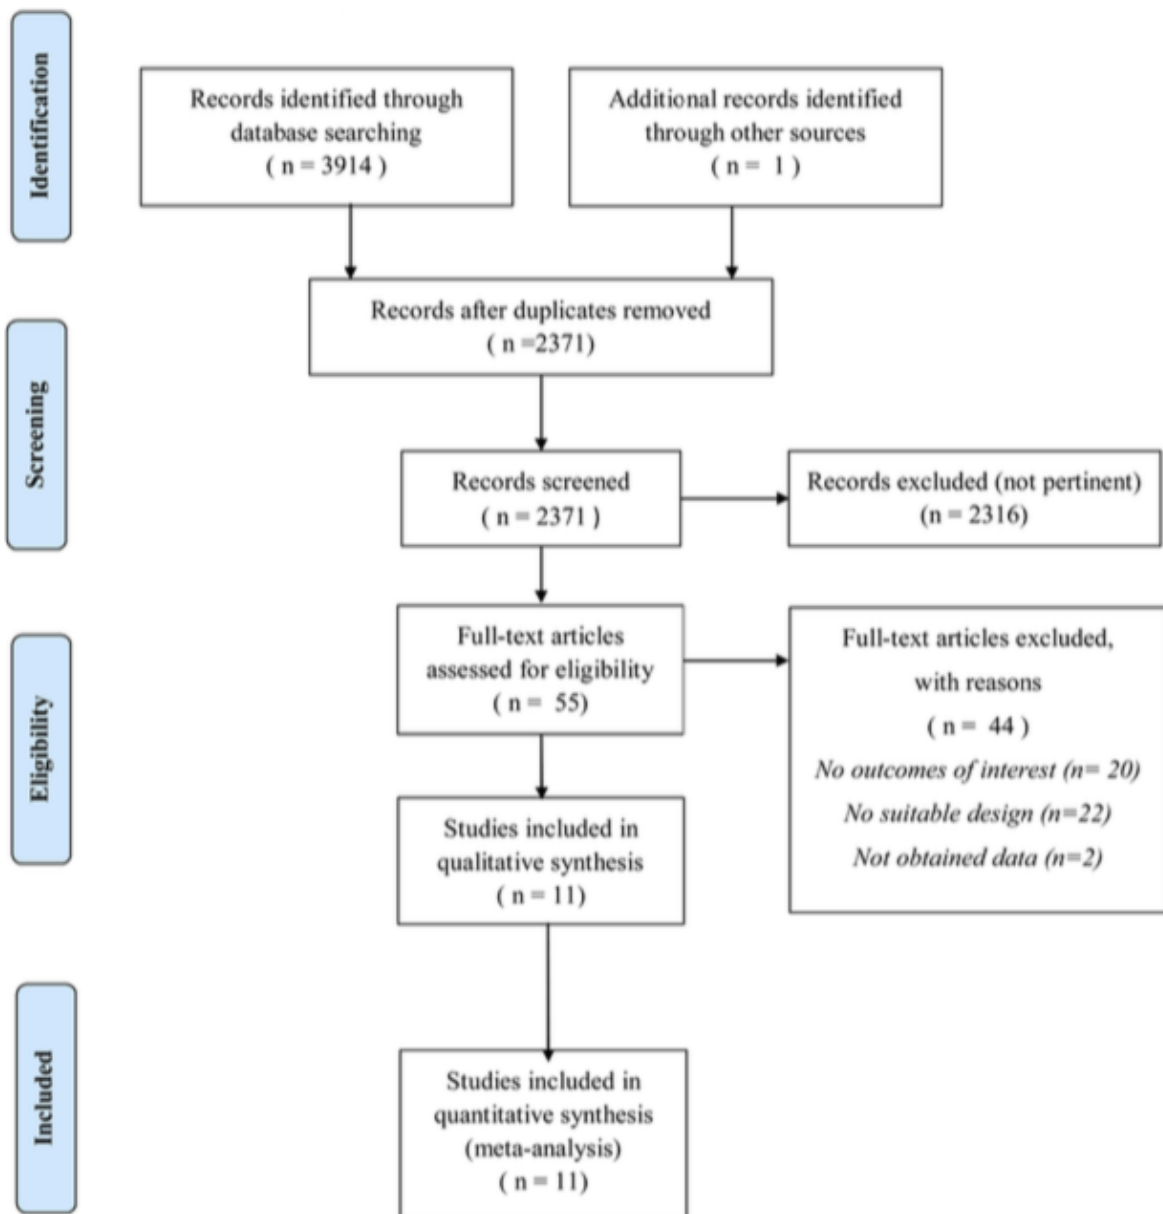 Identification
Records identified through
database searching
( n = 3914 )
Additional records identified
through other sources
( n = 1 )
Records after duplicates removed
( n =2371)
Screening
Records screened
( n = 2371 )
Records excluded (not pertinent)
(n = 2316)
Eligibility
Full-text articles
assessed for eligibility
( n = 55)
Full-text articles excluded,
with reasons
( n = 44 )
No outcomes of interest (n= 20)
No suitable design (n=22)
Not obtained data (n=2)
Studies included in
qualitative synthesis
( n = 11)
Included
Studies included in
quantitative synthesis
(meta-analysis)
( n = 11)